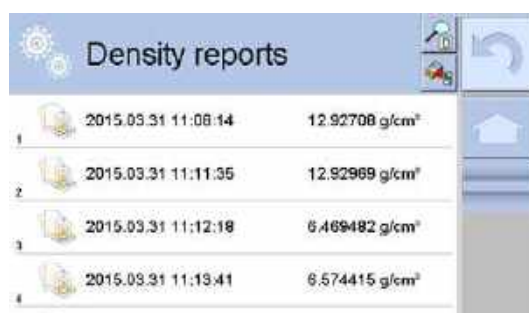 Density reports
1 2015.03.31 11:08:14 12.92708 g/cm³
2 2015.03.31 11:11:35 12.92969 g/cm³
3 2015.03.31 11:12:18 6.469482 g/cm³
4 2015.03.31 11:13:41 6.574415 g/cm³